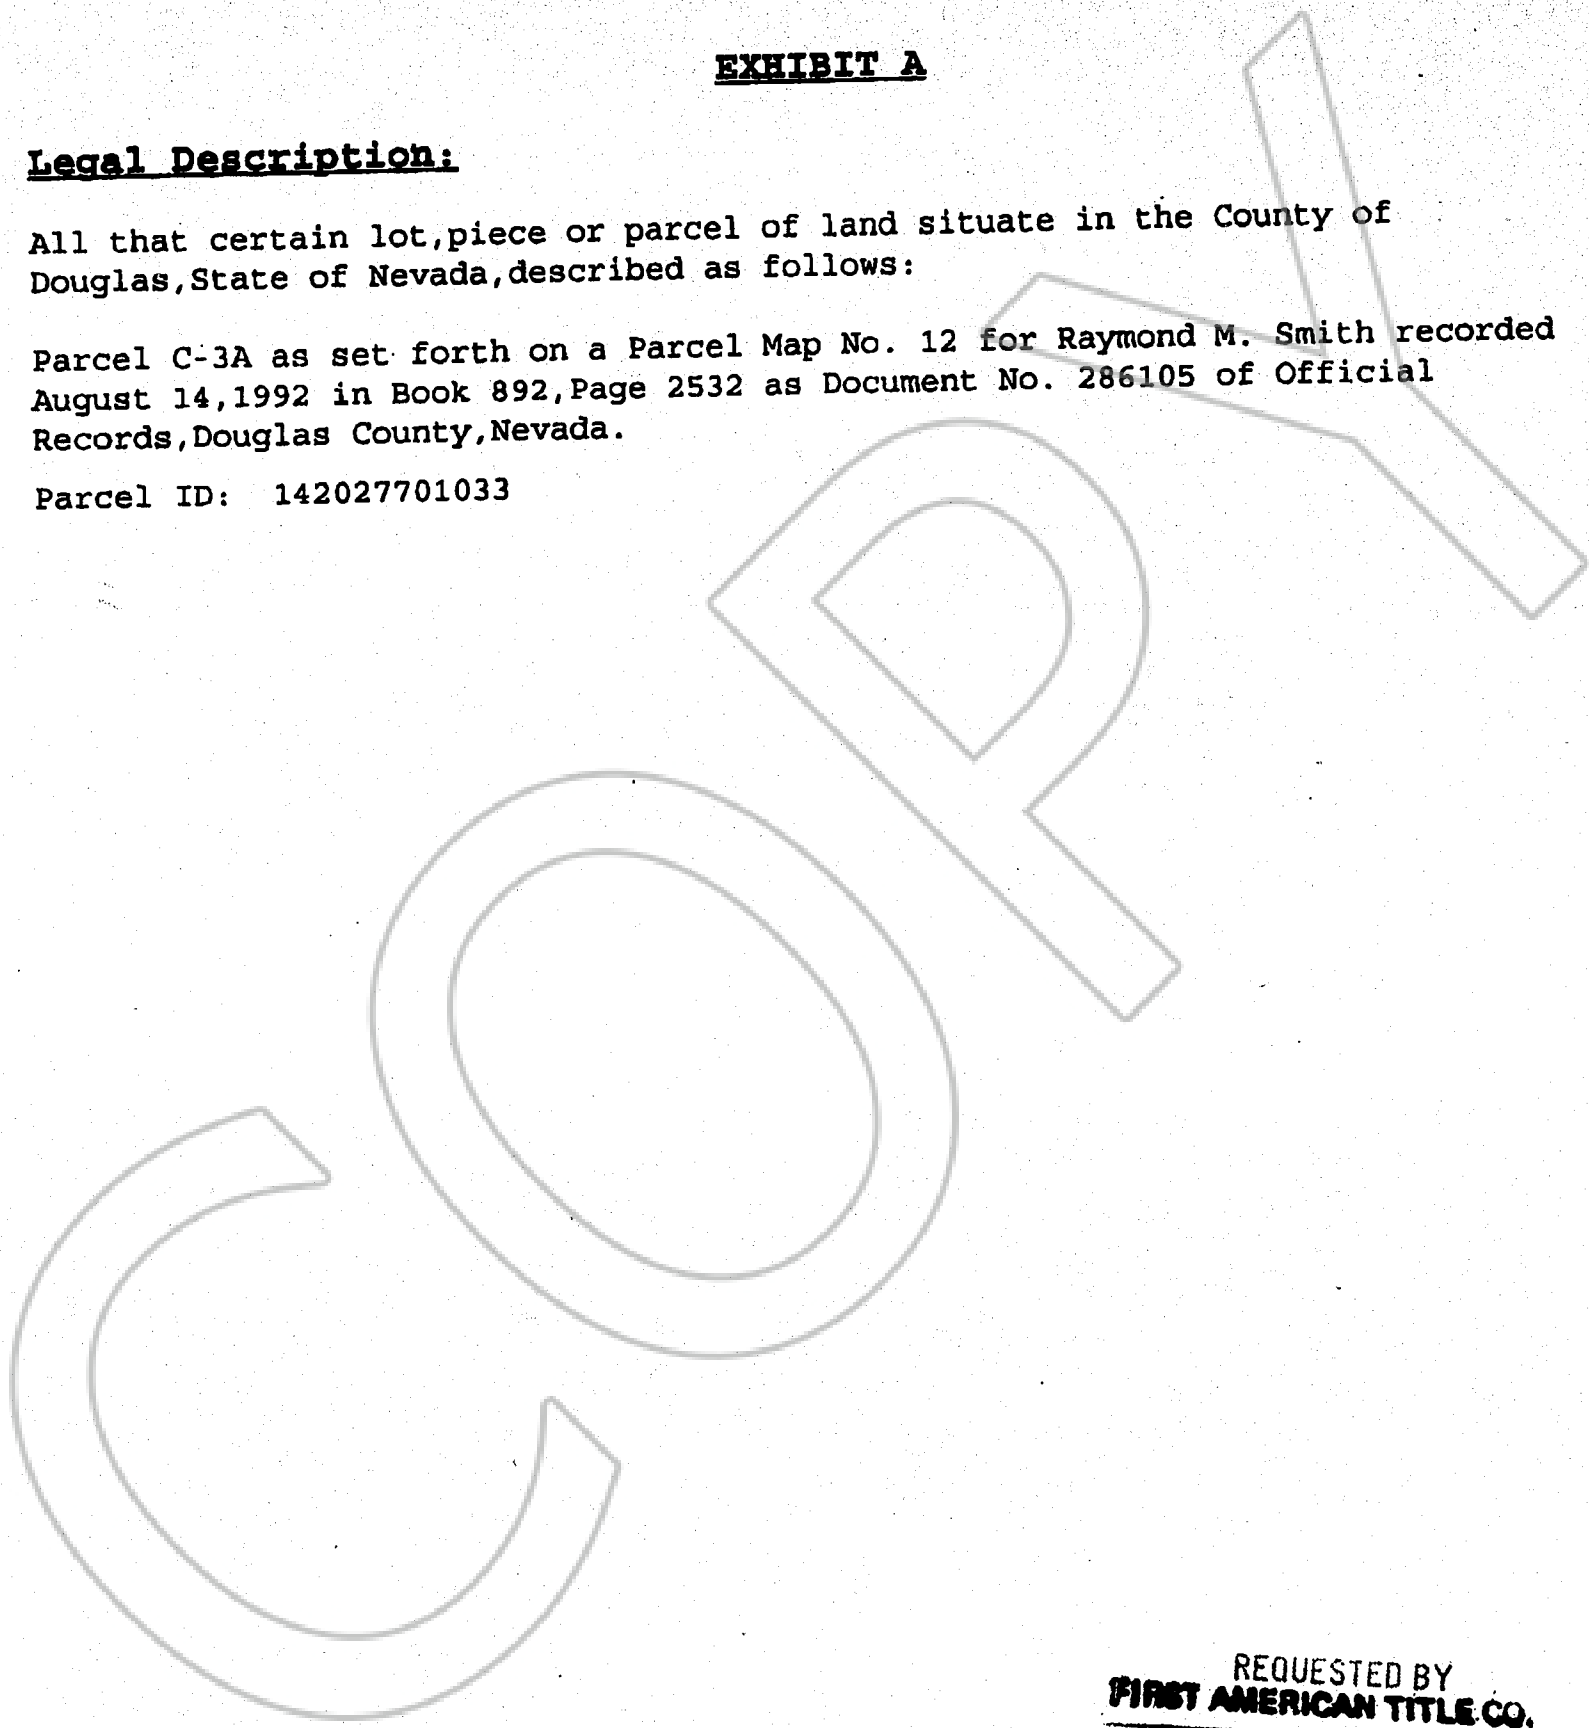 EXHIBIT A
Legal Description:
All that certain lot,piece or parcel of land situate in the County of
Douglas,State of Nevada,described as follows:
Parcel C-3A as set forth on a Parcel Map No. 12 for Raymond M. Smith recorded
August 14,1992 in Book 892,Page 2532 as Document No. 286105 of Official
Records,Douglas County,Nevada.
Parcel ID: 142027701033
COPY
REQUESTED BY
FIRST AMERICAN TITLE CO.